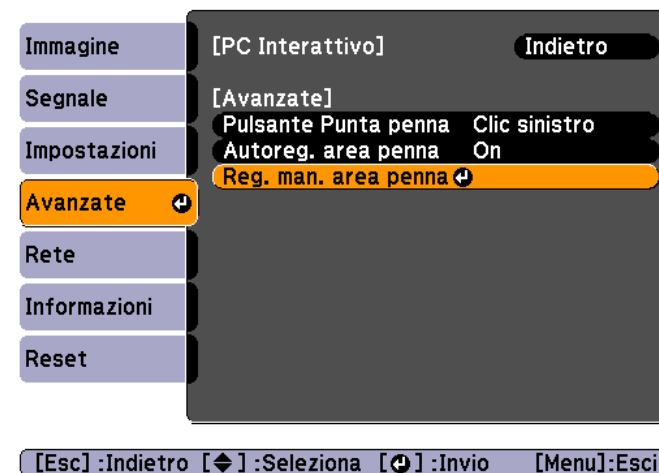 Immagine
Segnale
Impostazioni
Avanzate
Rete
Informazioni
Reset
[PC Interattivo] Indietro
[Avanzate]
Pulsante Punta penna Clic sinistro
Autoreg. area penna On
Reg. man. area penna
[Esc] :Indietro [◆] :Seleziona [⏎] :Invio [Menu]:Esci